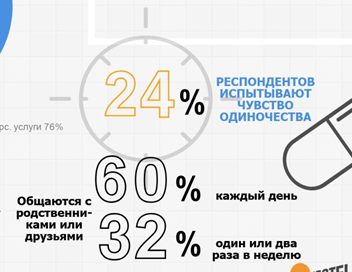 24%
РЕСПОНДЕНТОВ
ИСПЫТЫВАЮТ
ЧУВСТВО
ОДИНОЧЕСТВА
услуги 76%
Общаются с
родственни-
ками или
друзьями
60%
каждый день
32%
один или два
раза в неделю